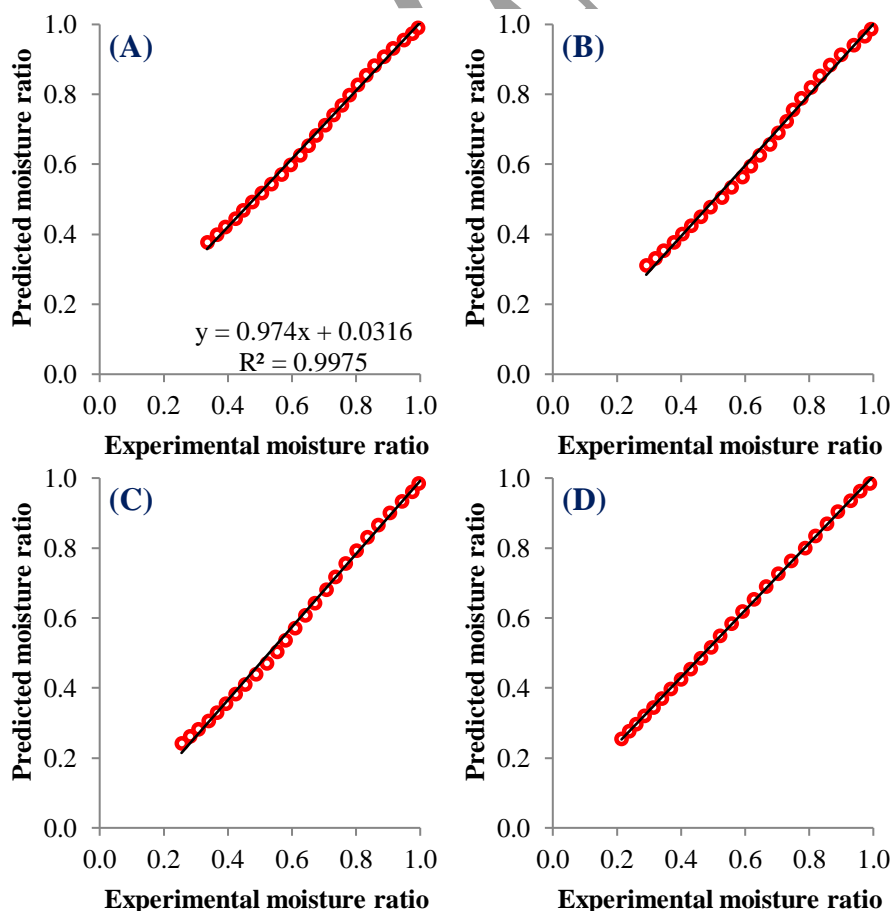 (A)
Predicted moisture ratio
1.0
0.8
0.6
0.4
0.2
0.0
y = 0.974x + 0.0316
R² = 0.9975
0.0 0.2 0.4 0.6 0.8 1.0
Experimental moisture ratio
(B)
Predicted moisture ratio
1.0
0.8
0.6
0.4
0.2
0.0
0.0 0.2 0.4 0.6 0.8 1.0
Experimental moisture ratio
(C)
Predicted moisture ratio
1.0
0.8
0.6
0.4
0.2
0.0
0.0 0.2 0.4 0.6 0.8 1.0
Experimental moisture ratio
(D)
Predicted moisture ratio
1.0
0.8
0.6
0.4
0.2
0.0
0.0 0.2 0.4 0.6 0.8 1.0
Experimental moisture ratio